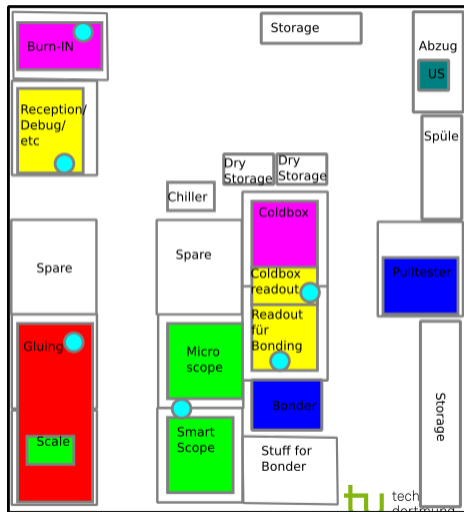 Storage
Abzug
Burn-IN
US
Reception/
Debug/
etc
Spüle
Dry
Storage
Dry
Storage
Chiller
Coldbox
Spare
Spare
Coldbox
readout
Pulltester
Readout
für
Bonding
Gluing
Micro
scope
Bonder
Storage
Scale
Smart
Scope
Stuff for
Bonder
tu
tech
dortmund